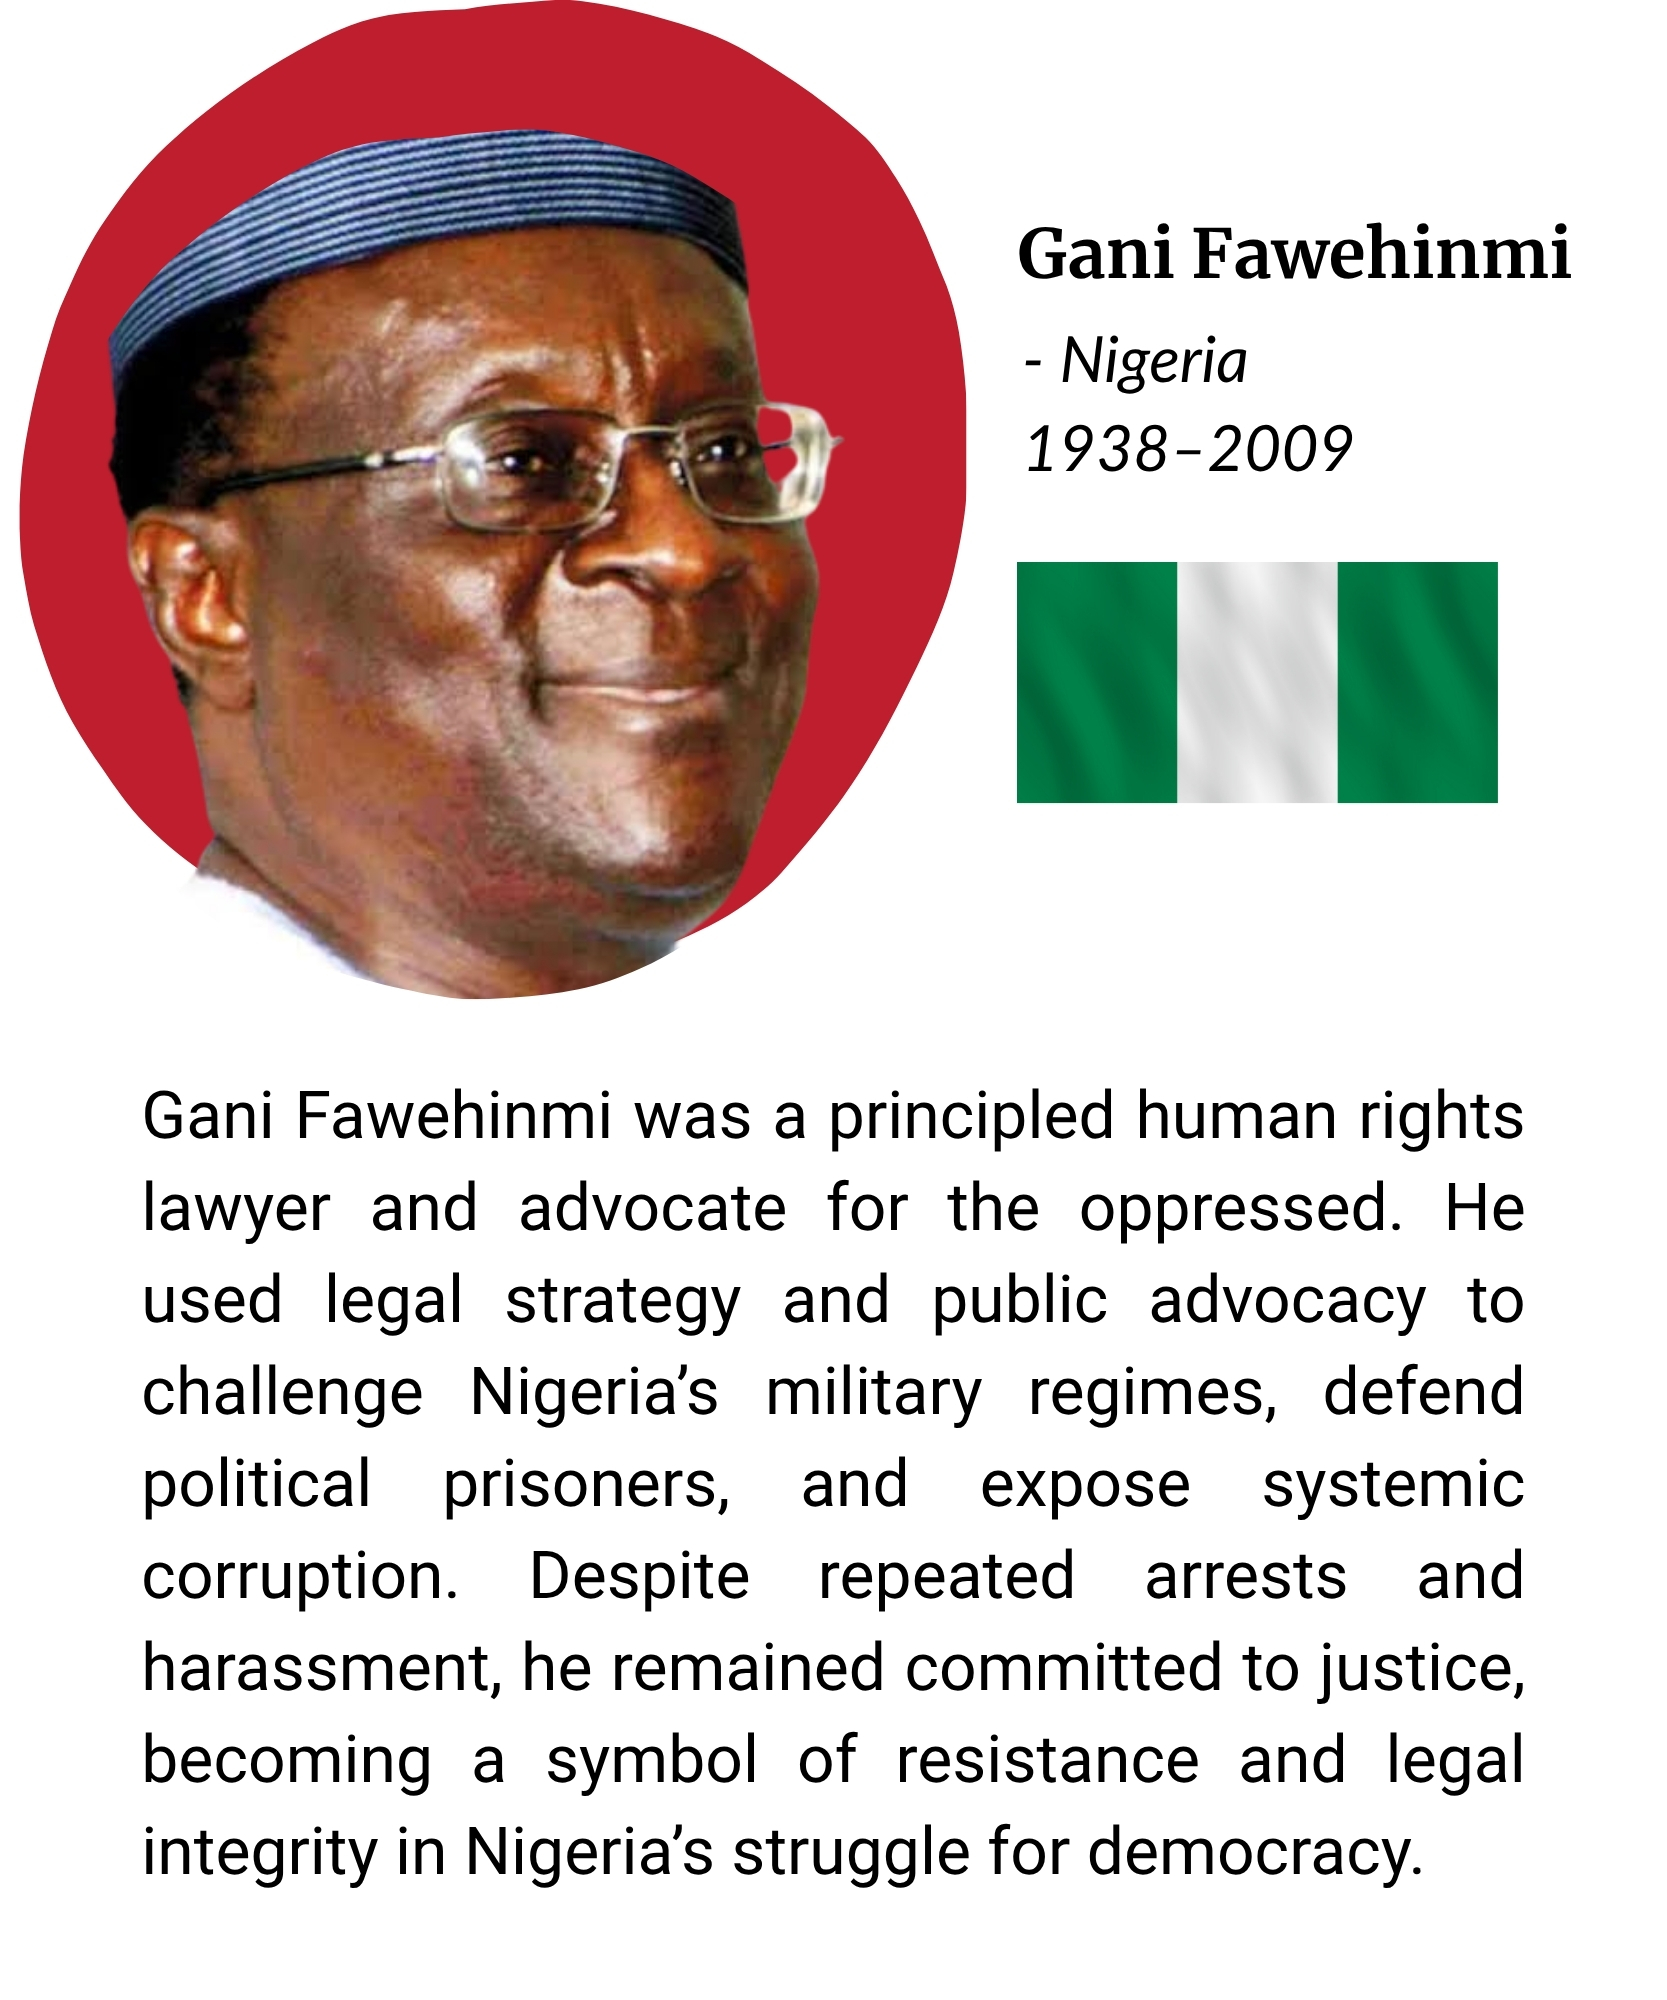 Gani Fawehinmi
- Nigeria
1938–2009
Gani Fawehinmi was a principled human rights
lawyer and advocate for the oppressed. He
used legal strategy and public advocacy to
challenge Nigeria’s military regimes, defend
political prisoners, and expose systemic
corruption. Despite repeated arrests and
harassment, he remained committed to justice,
becoming a symbol of resistance and legal
integrity in Nigeria’s struggle for democracy.